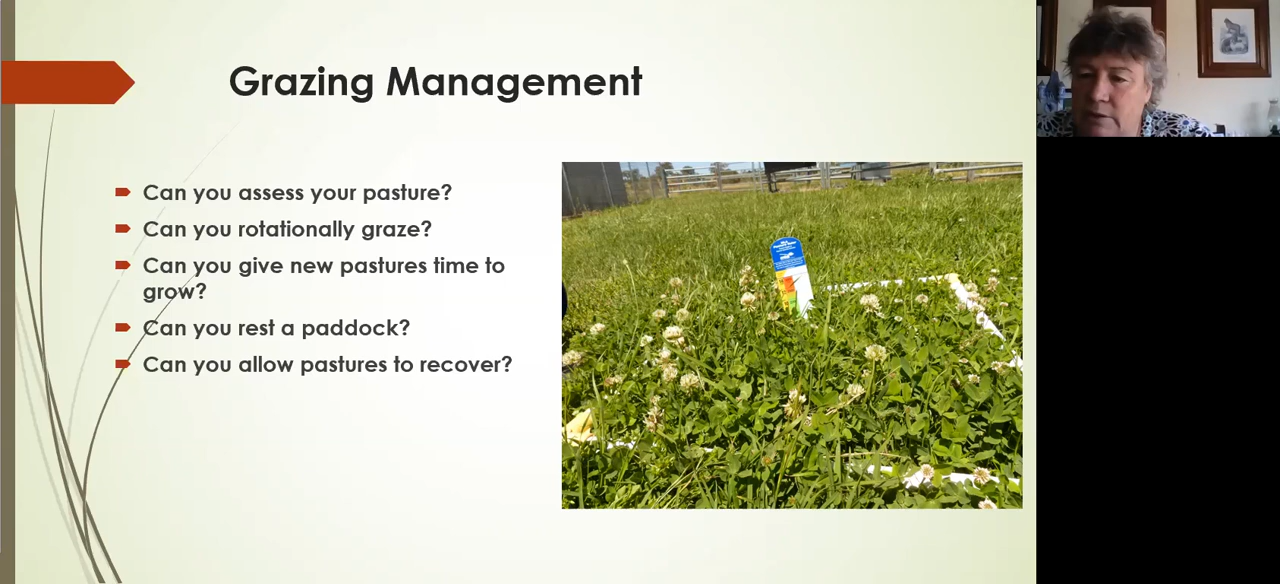 Grazing Management
Can you assess your pasture?
Can you rotationally graze?
Can you give new pastures time to
grow?
Can you rest a paddock?
Can you allow pastures to recover?